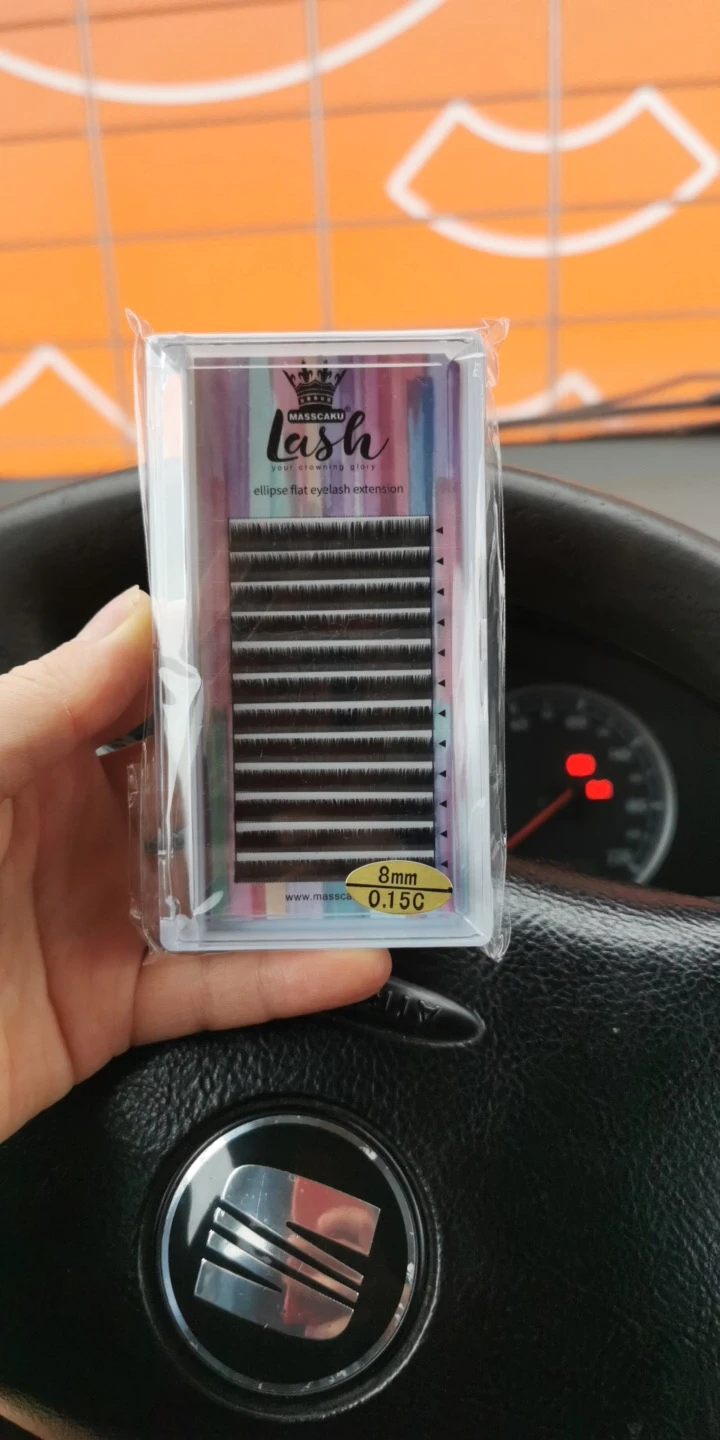 MASSCAKU
Lash
your crowning glory
ellipse flat eyelash extension
8mm
0.15C